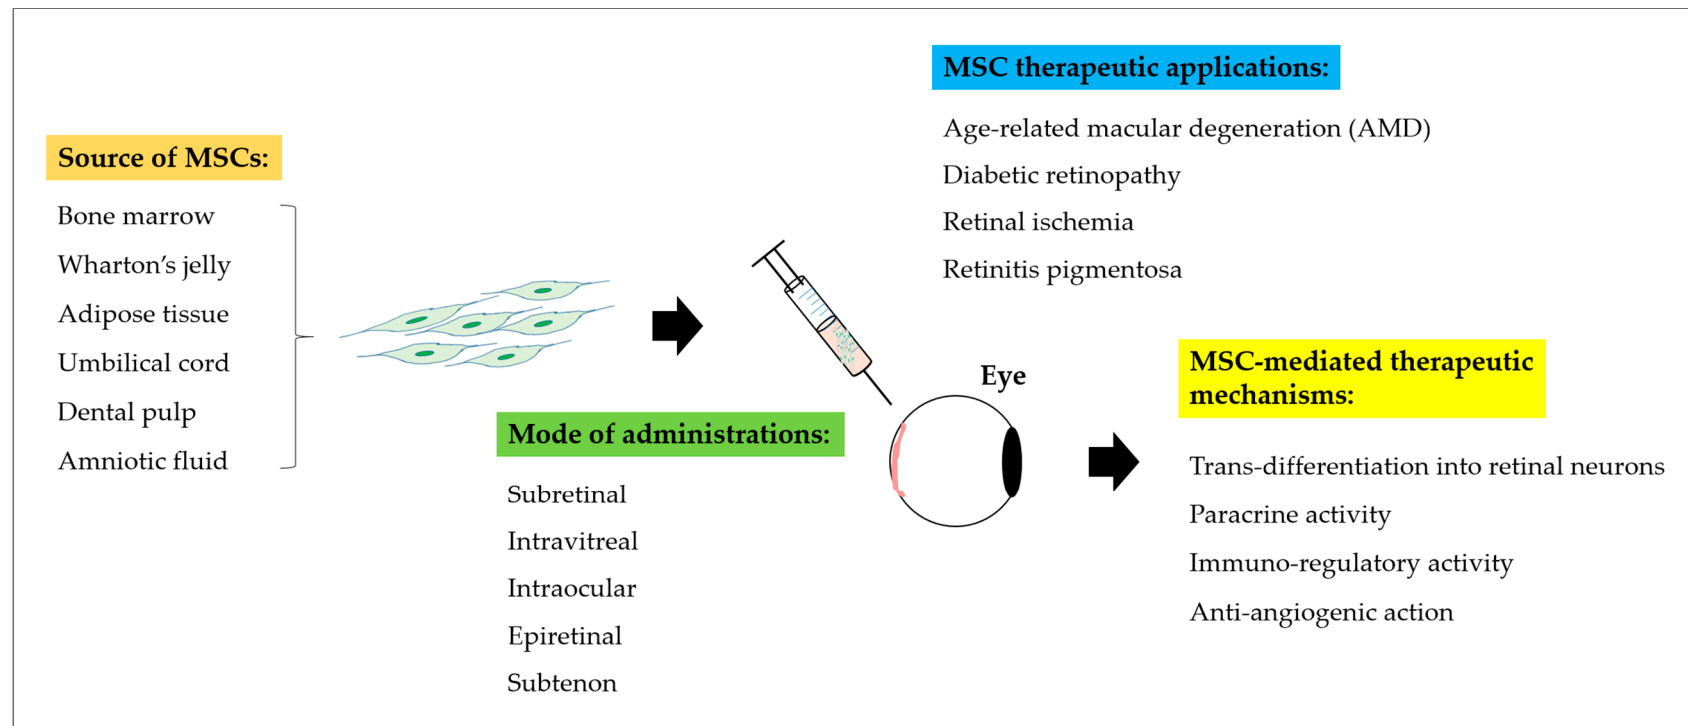 Source of MSCs:
Bone marrow
Wharton’s jelly
Adipose tissue
Umbilical cord
Dental pulp
Amniotic fluid
Mode of administrations:
Subretinal
Intravitreal
Intraocular
Epiretinal
Subtenon
Eye
MSC therapeutic applications:
Age-related macular degeneration (AMD)
Diabetic retinopathy
Retinal ischemia
Retinitis pigmentosa
MSC-mediated therapeutic
mechanisms:
Trans-differentiation into retinal neurons
Paracrine activity
Immuno-regulatory activity
Anti-angiogenic action